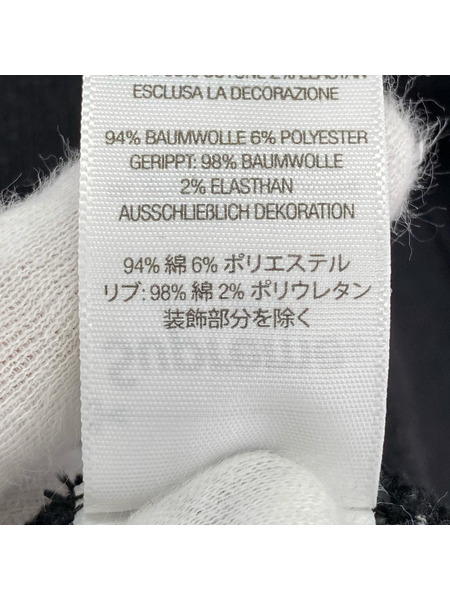 ESCLUSA LA DECORAZIONE
94% BAUMWOLLE 6% POLYESTER
GERIPPT: 98% BAUMWOLLE
2% ELASTHAN
AUSSCHLIEßLICH DEKORATION
94% 綿 6% ポリエステル
リブ: 98% 綿 2% ポリウレタン
装飾部分を除く